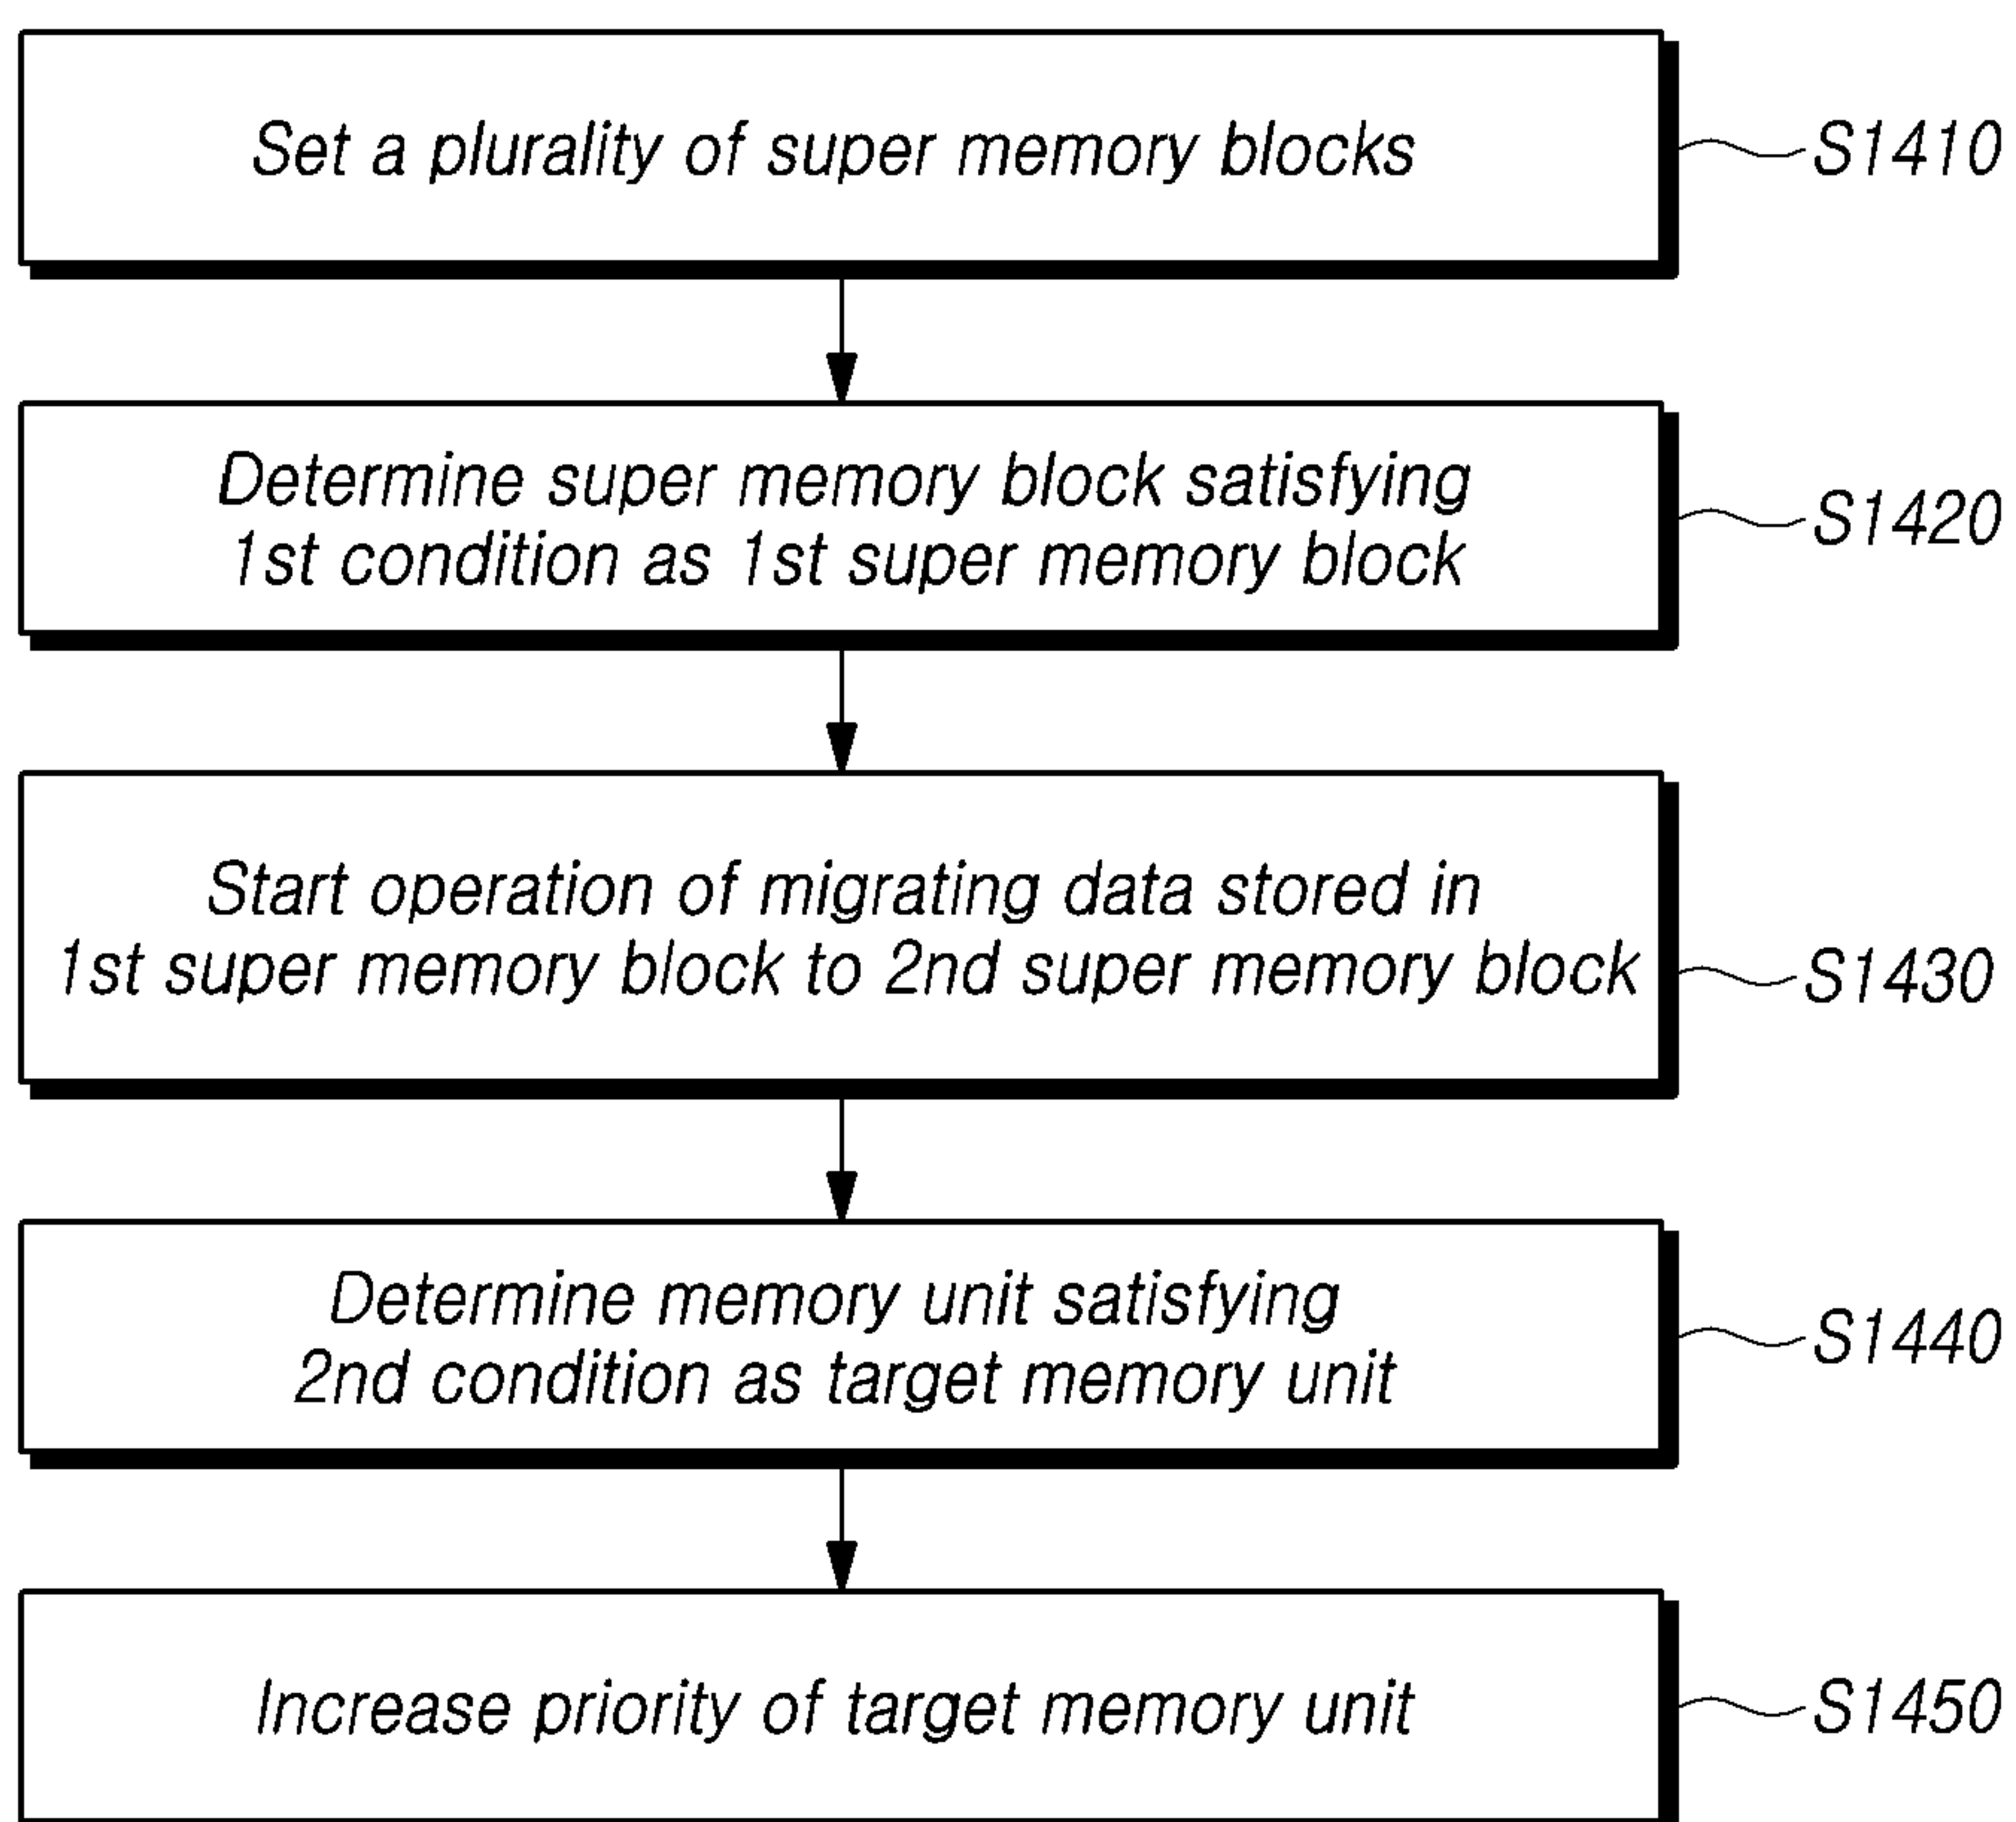 Set a plurality of super memory blocks
S1410
Determine super memory block satisfying
1st condition as 1st super memory block
S1420
Start operation of migrating data stored in
1st super memory block to 2nd super memory block
S1430
Determine memory unit satisfying
2nd condition as target memory unit
S1440
Increase priority of target memory unit
S1450